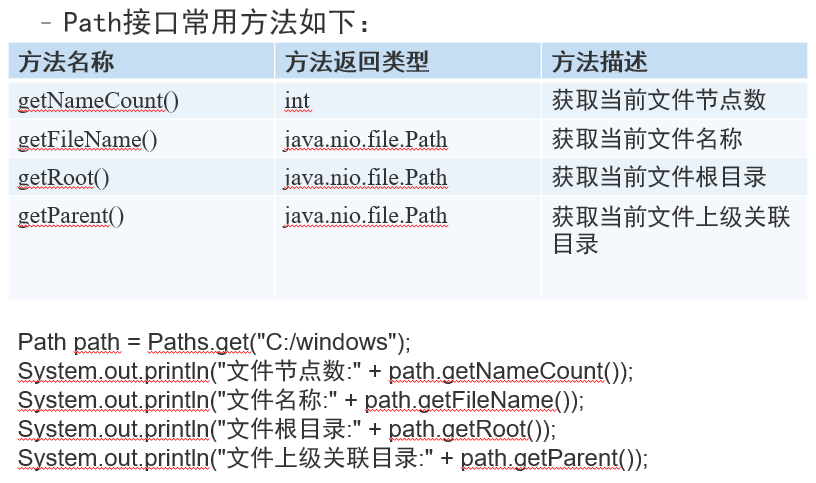 – Path接口常用方法如下：
方法名称 方法返回类型 方法描述
getNameCount() int 获取当前文件节点数
getFileName() java.nio.file.Path 获取当前文件名称
getRoot() java.nio.file.Path 获取当前文件根目录
getParent() java.nio.file.Path 获取当前文件上级关联
目录
Path path = Paths.get("C:/windows");
System.out.println("文件节点数:" + path.getNameCount());
System.out.println("文件名称:" + path.getFileName());
System.out.println("文件根目录:" + path.getRoot());
System.out.println("文件上级关联目录:" + path.getParent());